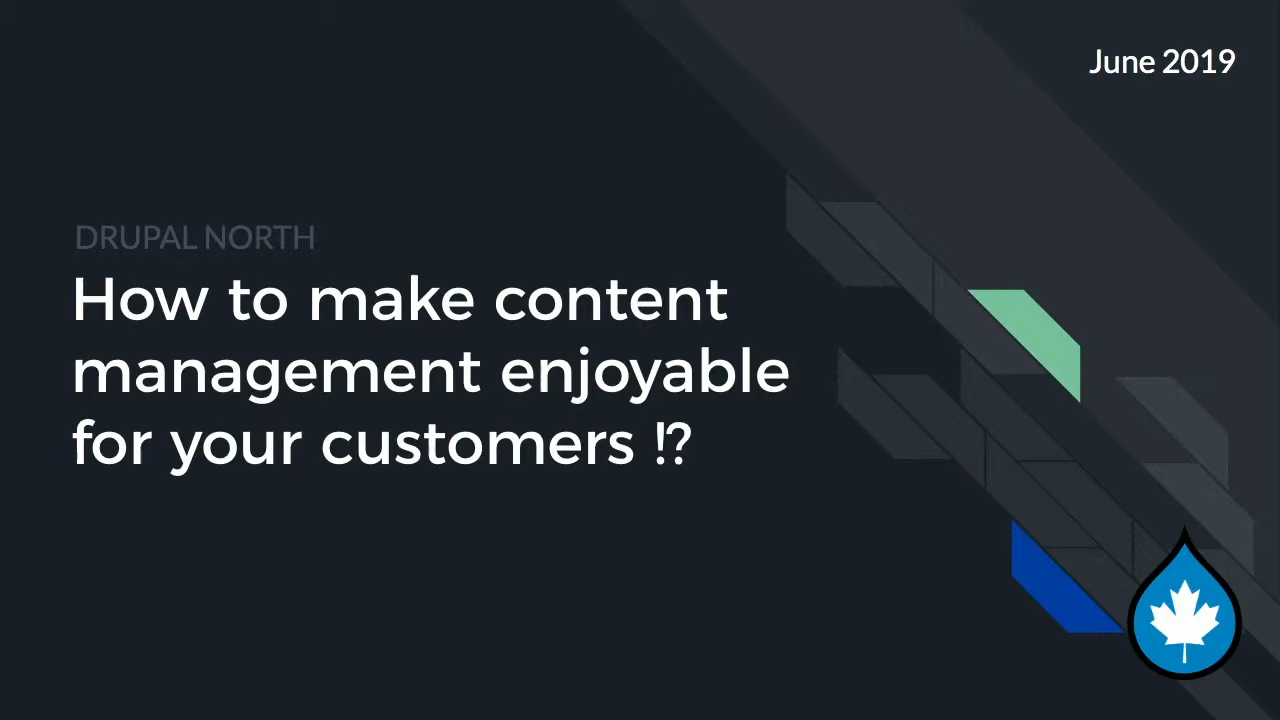 June 2019
DRUPAL NORTH
How to make content
management enjoyable
for your customers !?